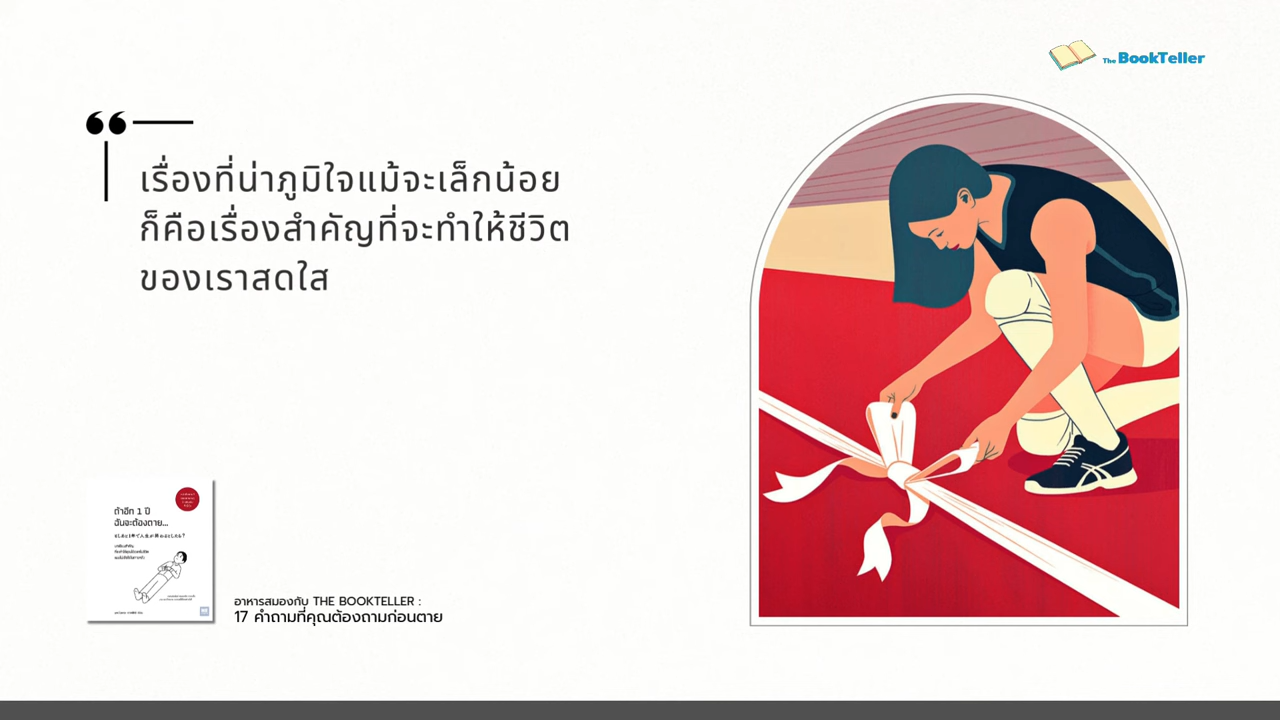 The BookTeller
เรื่องที่น่าภูมิใจแม้จะเล็กน้อย
ก็คือเรื่องสำคัญที่จะทำให้ชีวิต
ของเราสดใส
ถ้าอีก 1 ปี
ฉันจะต้องตาย...
อาหารสมองกับ THE BOOKTELLER :
17 คำถามที่คุณต้องถามก่อนตาย